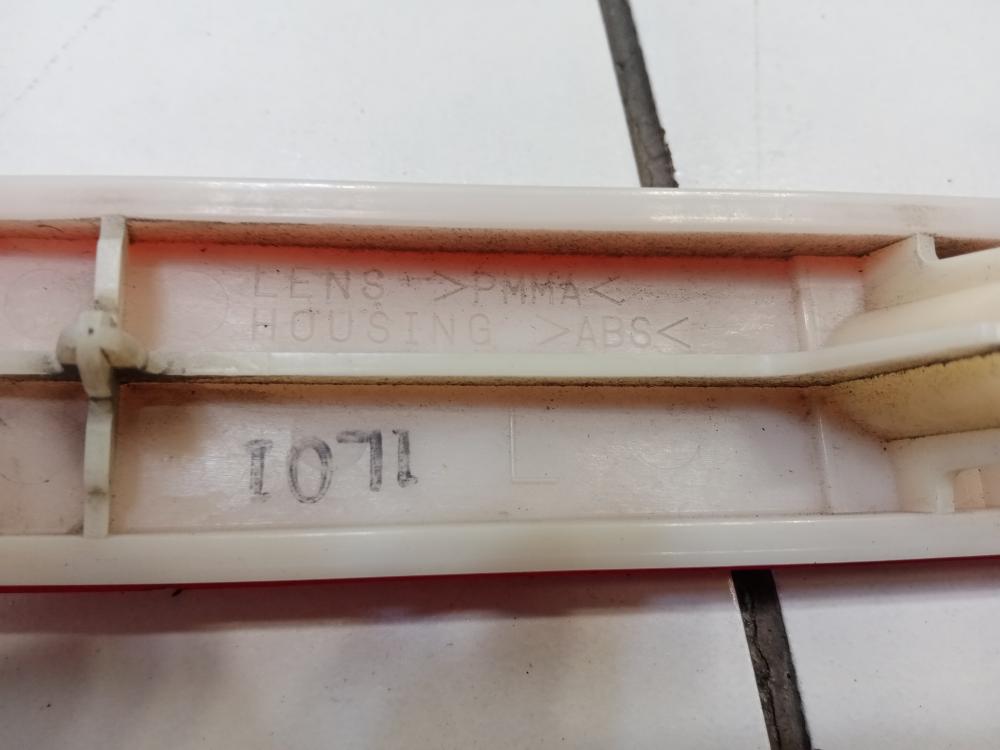 LENS >PMMA<
HOUSING >ABS<
1071
L